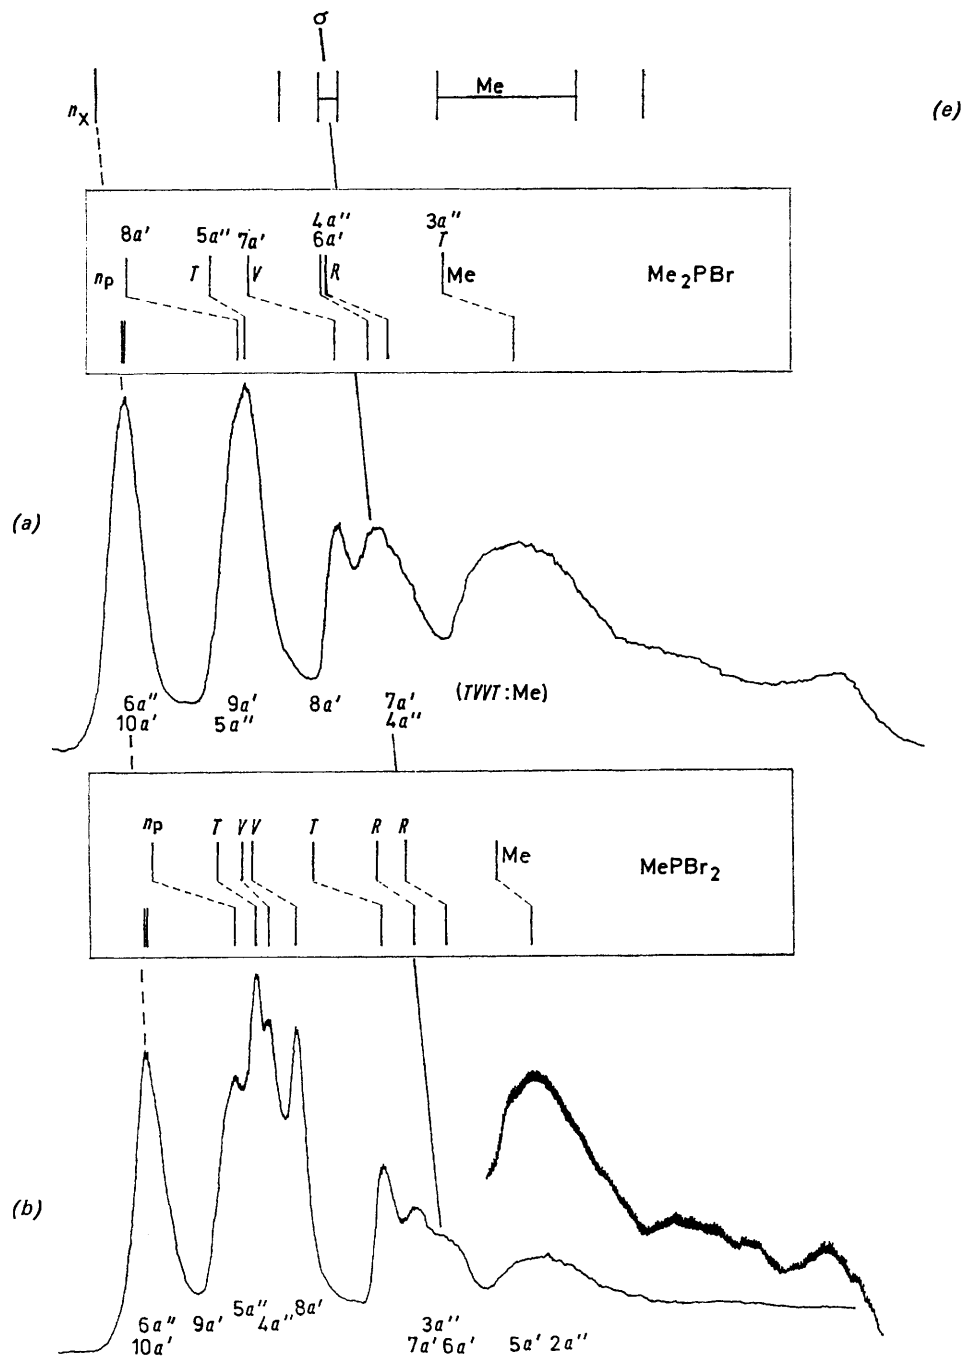 σ
Me
n_X
(e)
4a''
8a' 5a'' 7a' 6a' 3a''
T
n_P T V R Me Me₂PBr
(a)
6a'' 9a' 8a' 7a' (TVVT:Me)
10a' 5a'' 4a''
n_P T V V T R R
Me MePBr₂
(b)
6a'' 9a' 5a'' 4a'' 8a' 3a''
10a' 7a' 6a' 5a' 2a''